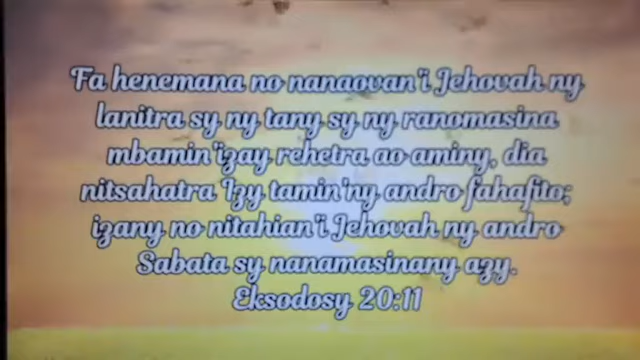 Fa henemana no nanaovan'i Jehovah ny
lanitra sy ny tany sy ny ranomasina
mbamin'izay rehetra ao aminy, dia
nitsahatra Izy tamin'ny andro fahafito;
izany no nitahian'i Jehovah ny andro
Sabata sy nanamasinany azy.
Eksodosy 20:11